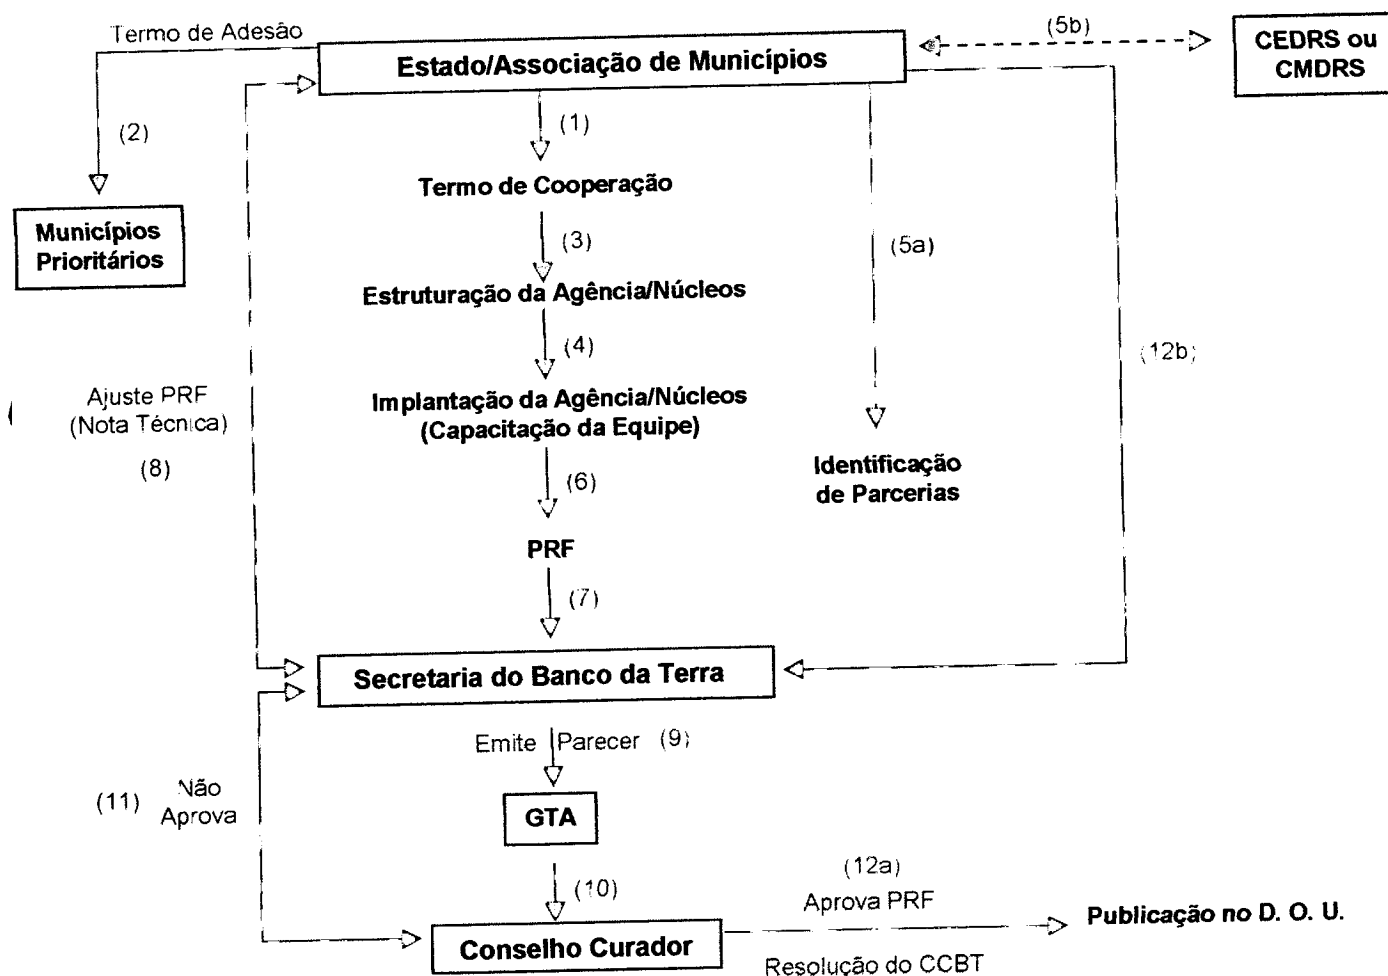 Termo de Adesão
(5b)
CEDRS ou
CMDRS
Estado/Associação de Municípios
(2)
(1)
Termo de Cooperação
Municípios
Prioritários
(3)
(5a)
Estruturação da Agência/Núcleos
(4)
(12b)
Ajuste PRF
(Nota Técnica)
(8)
Implantação da Agência/Núcleos
(Capacitação da Equipe)
Identificação
de Parcerias
(6)
PRF
(7)
Secretaria do Banco da Terra
Emite Parecer (9)
(11)
Não
Aprova
GTA
(10)
(12a)
Aprova PRF
Publicação no D. O. U.
Conselho Curador
Resolução do CCBT